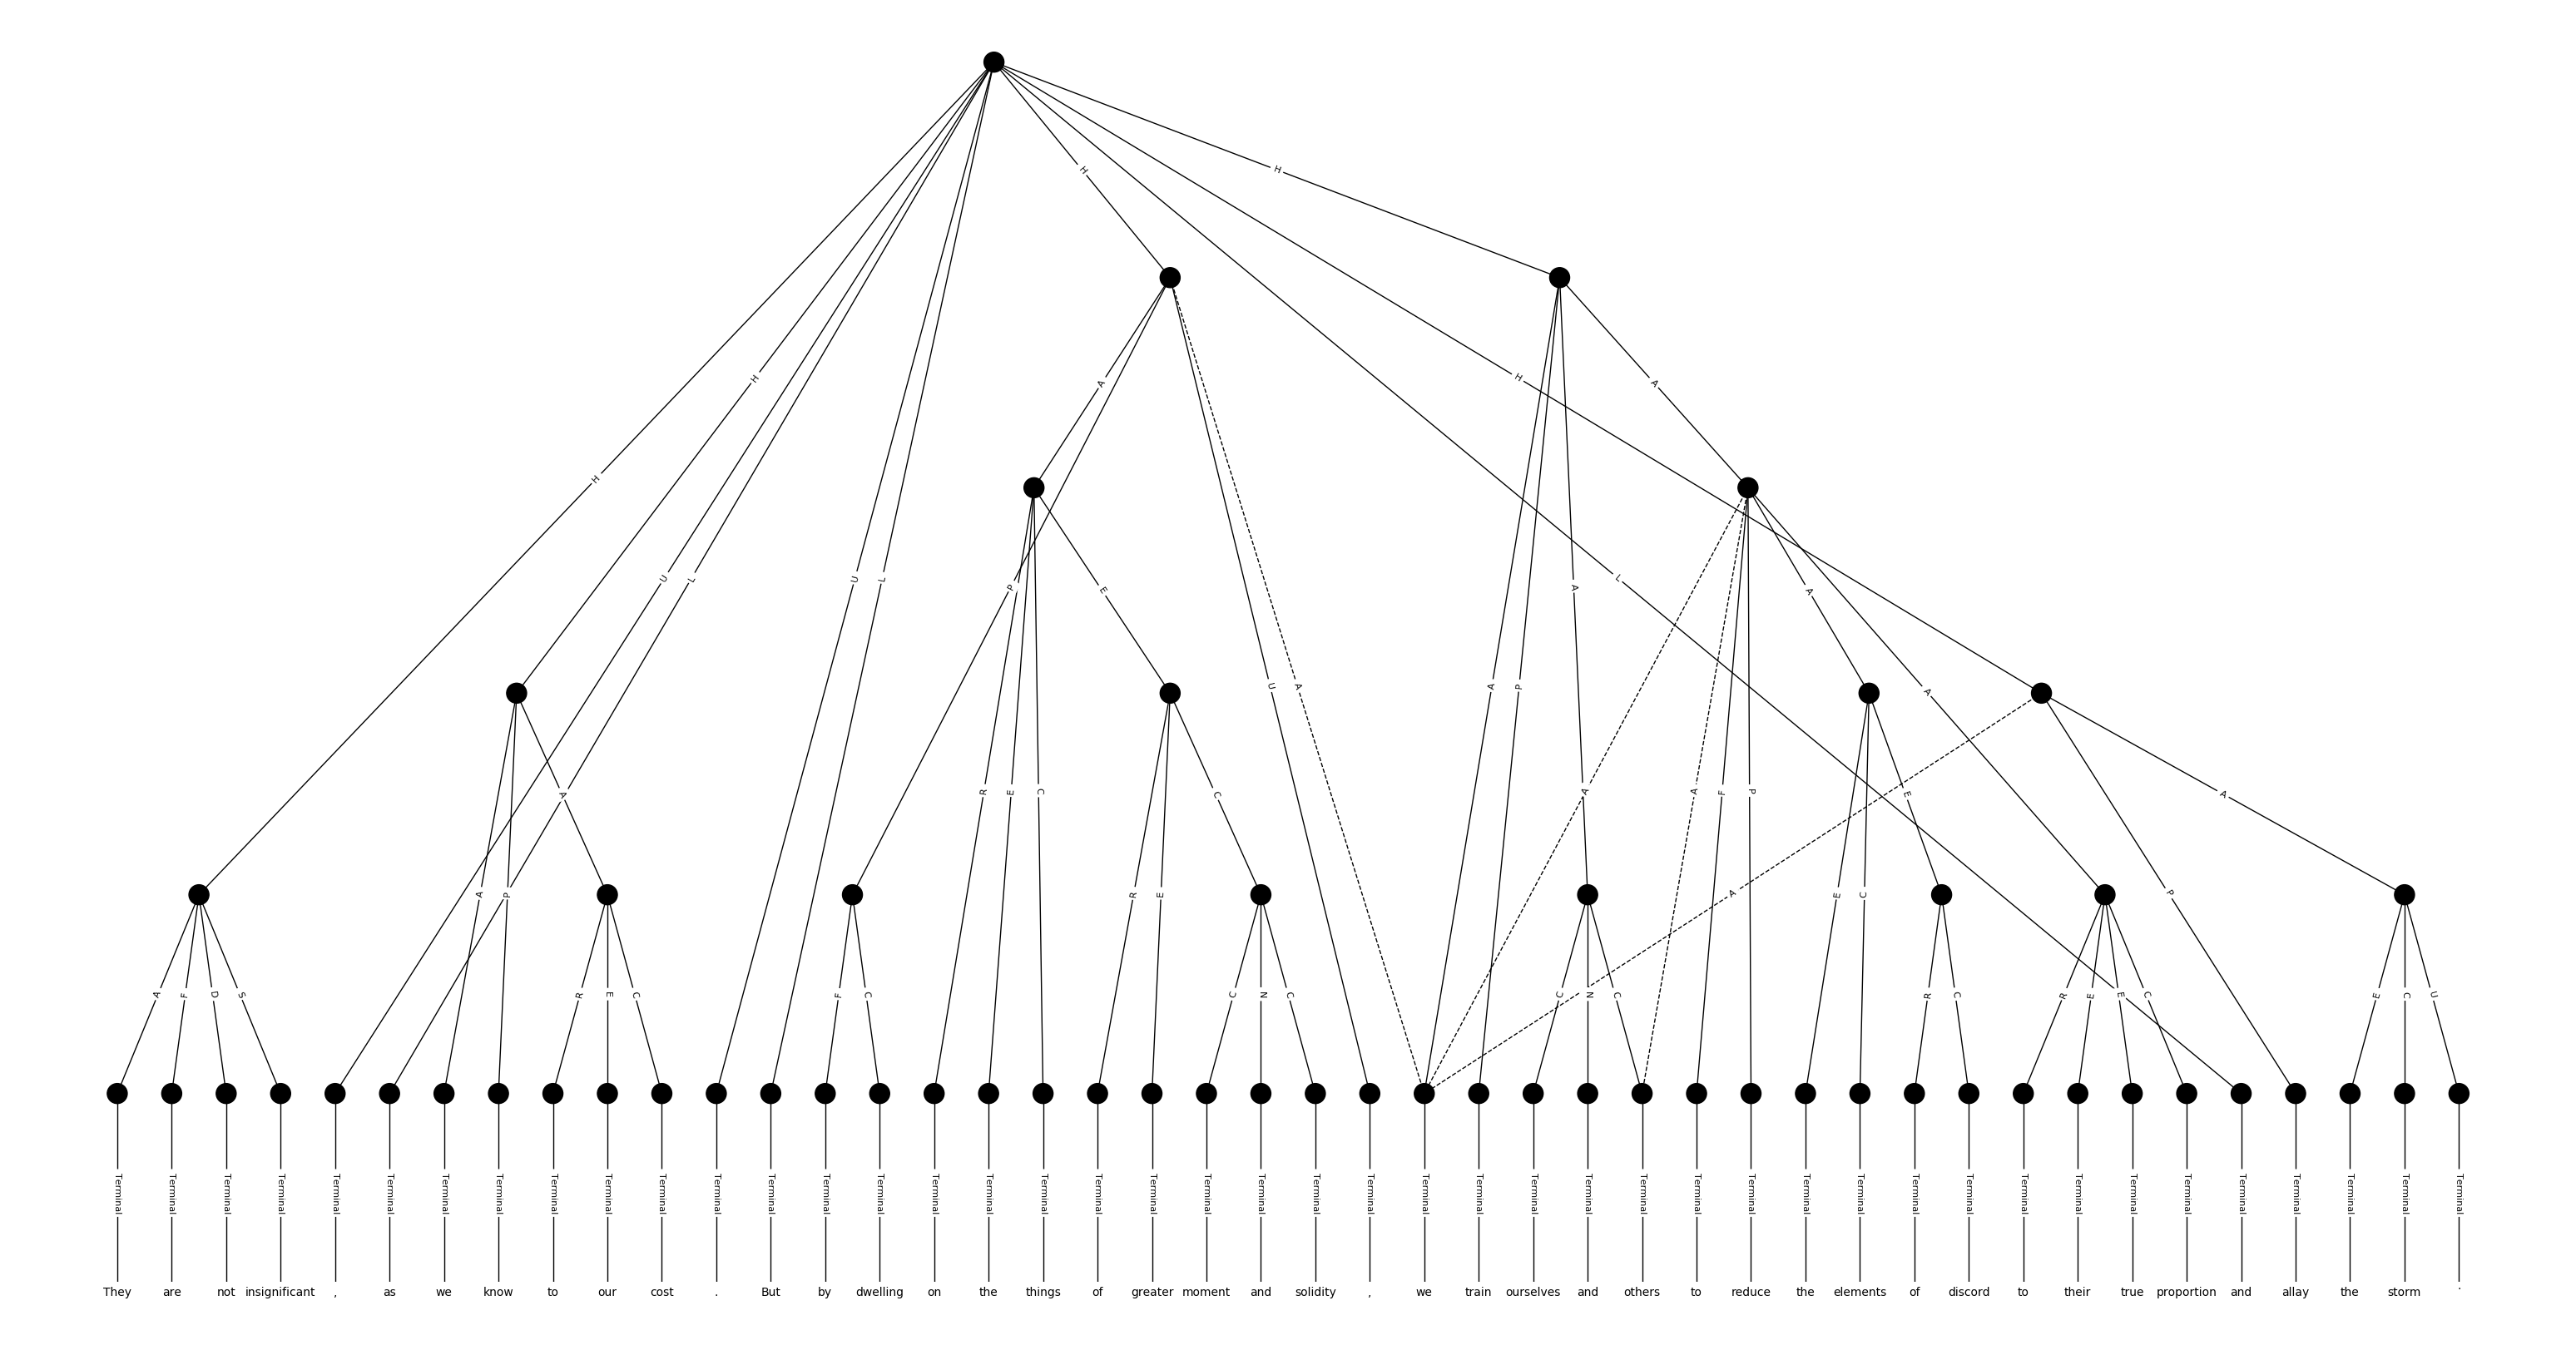 H
H
H
H
H
A
A
U
L
U
L
L
P
A
R
E
C
E
U
A
A
P
A
A
A
F
P
A
A
A
P
A
A
P
R
E
C
E
C
E
A
P
A
F
D
S
R
E
C
F
C
C
N
C
C
N
C
R
C
R
E
E
C
E
C
U
Terminal Terminal Terminal Terminal Terminal Terminal Terminal Terminal Terminal Terminal Terminal Terminal Terminal Terminal Terminal Terminal Terminal Terminal Terminal Terminal Terminal Terminal Terminal Terminal Terminal Terminal Terminal Terminal Terminal Terminal Terminal Terminal Terminal Terminal Terminal Terminal Terminal Terminal Terminal Terminal Terminal Terminal Terminal Terminal
They are not insignificant , as we know to our cost . But by dwelling on the things of greater moment and solidity , we train ourselves and others to reduce the elements of discord to their true proportion and allay the storm .